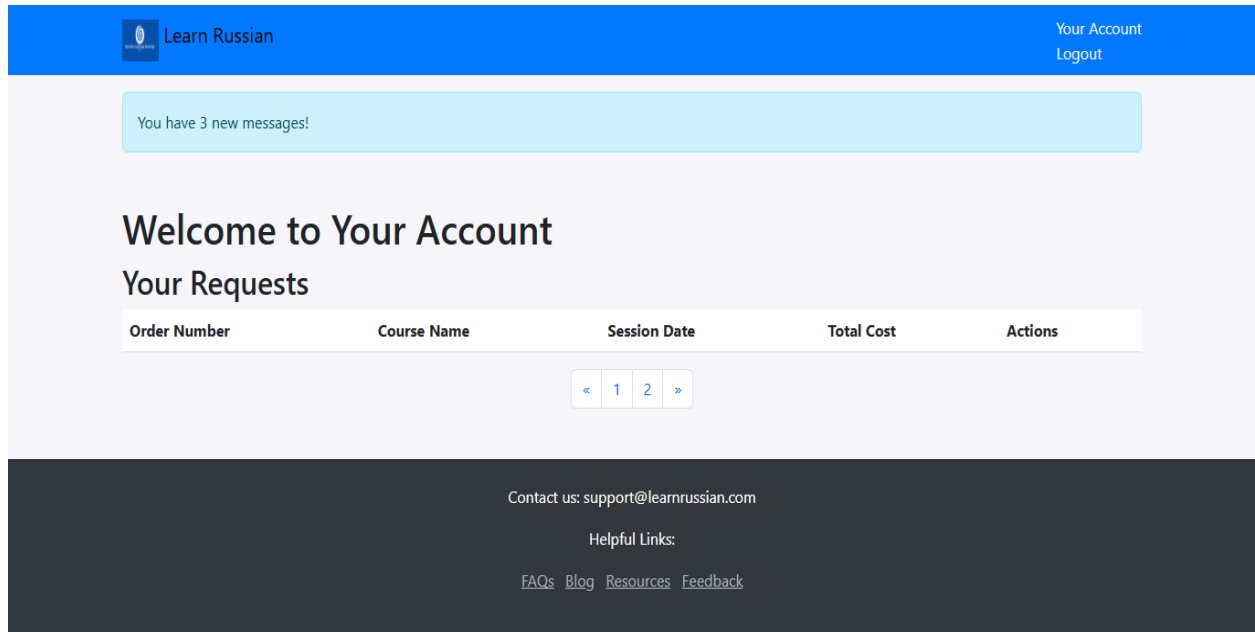 Learn Russian
Your Account
Logout
You have 3 new messages!
Welcome to Your Account
Your Requests
Order Number Course Name Session Date Total Cost Actions
« 1 2 »
Contact us: support@learnrussian.com
Helpful Links:
FAQs Blog Resources Feedback